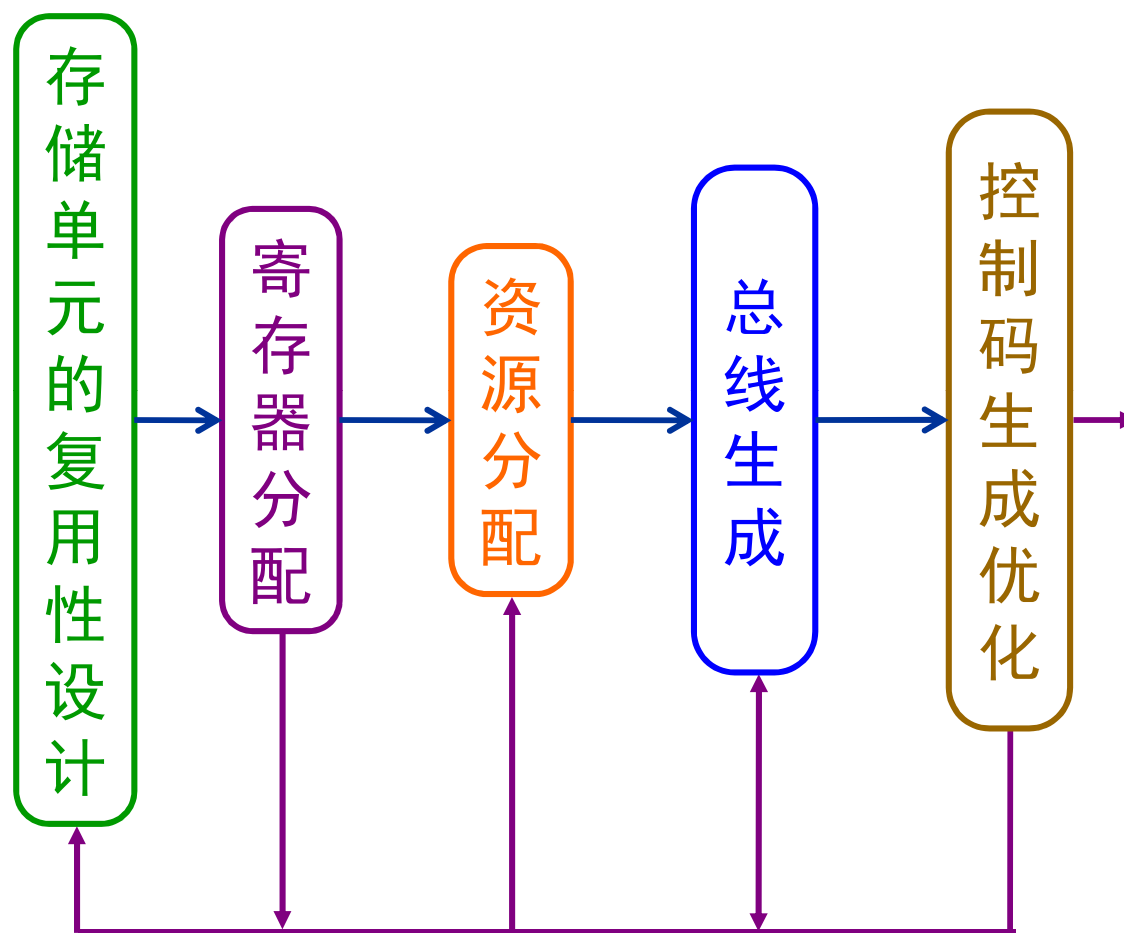 存储单元的复用性设计
寄存器分配
资源分配
总线生成
控制码生成优化